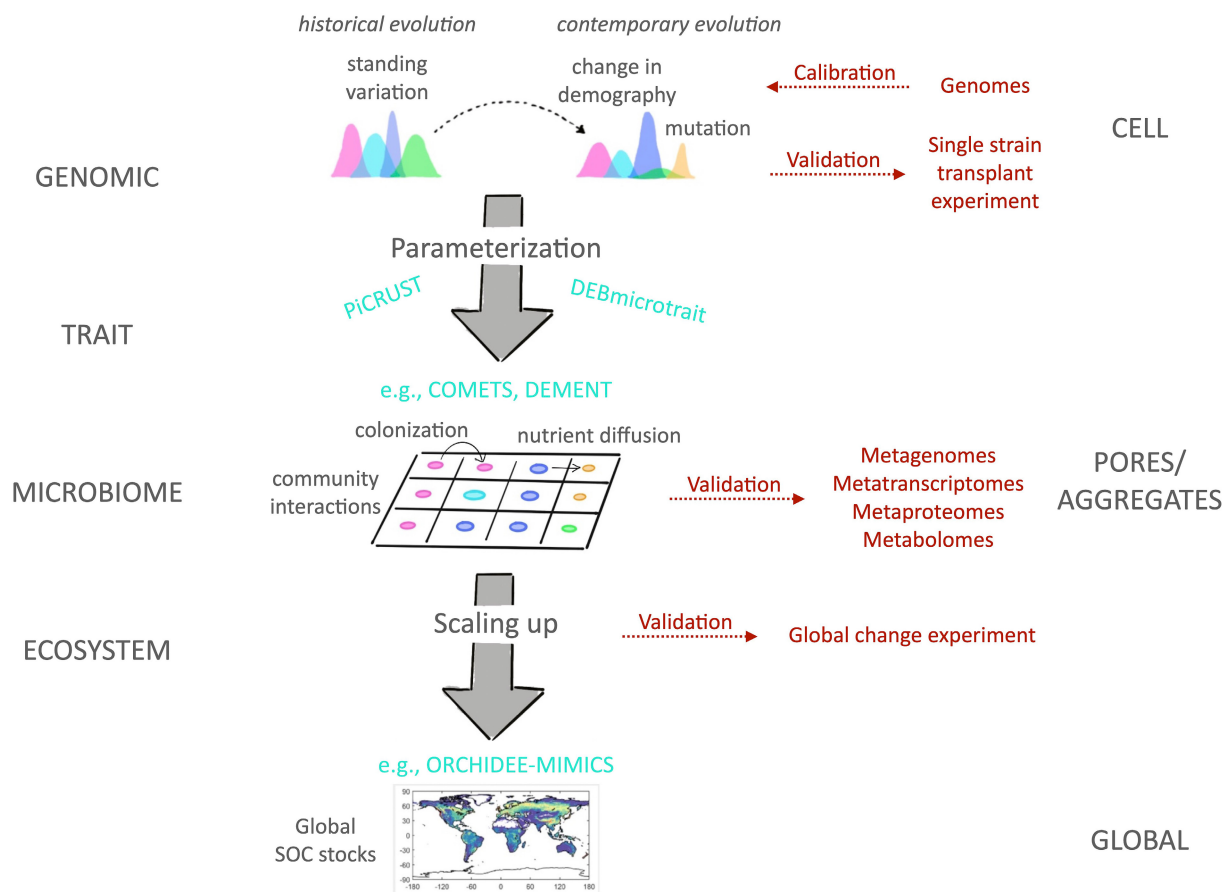 historical evolution
contemporary evolution
standing
variation
change in
demography
mutation
Calibration
Genomes
CELL
Validation
Single strain
transplant
experiment
GENOMIC
Parameterization
PiCRUST
DEBmicrotrait
TRAIT
e.g., COMETS, DEMENT
colonization
nutrient diffusion
community
interactions
MICROBIOME
Validation
Metagenomes
Metatranscriptomes
Metaproteomes
Metabolomes
PORES/
AGGREGATES
Scaling up
Validation
Global change experiment
ECOSYSTEM
e.g., ORCHIDEE-MIMICS
Global
SOC stocks
90
60
30
0
-30
-60
-90
-180 -120 -60 0 60 120 180
GLOBAL